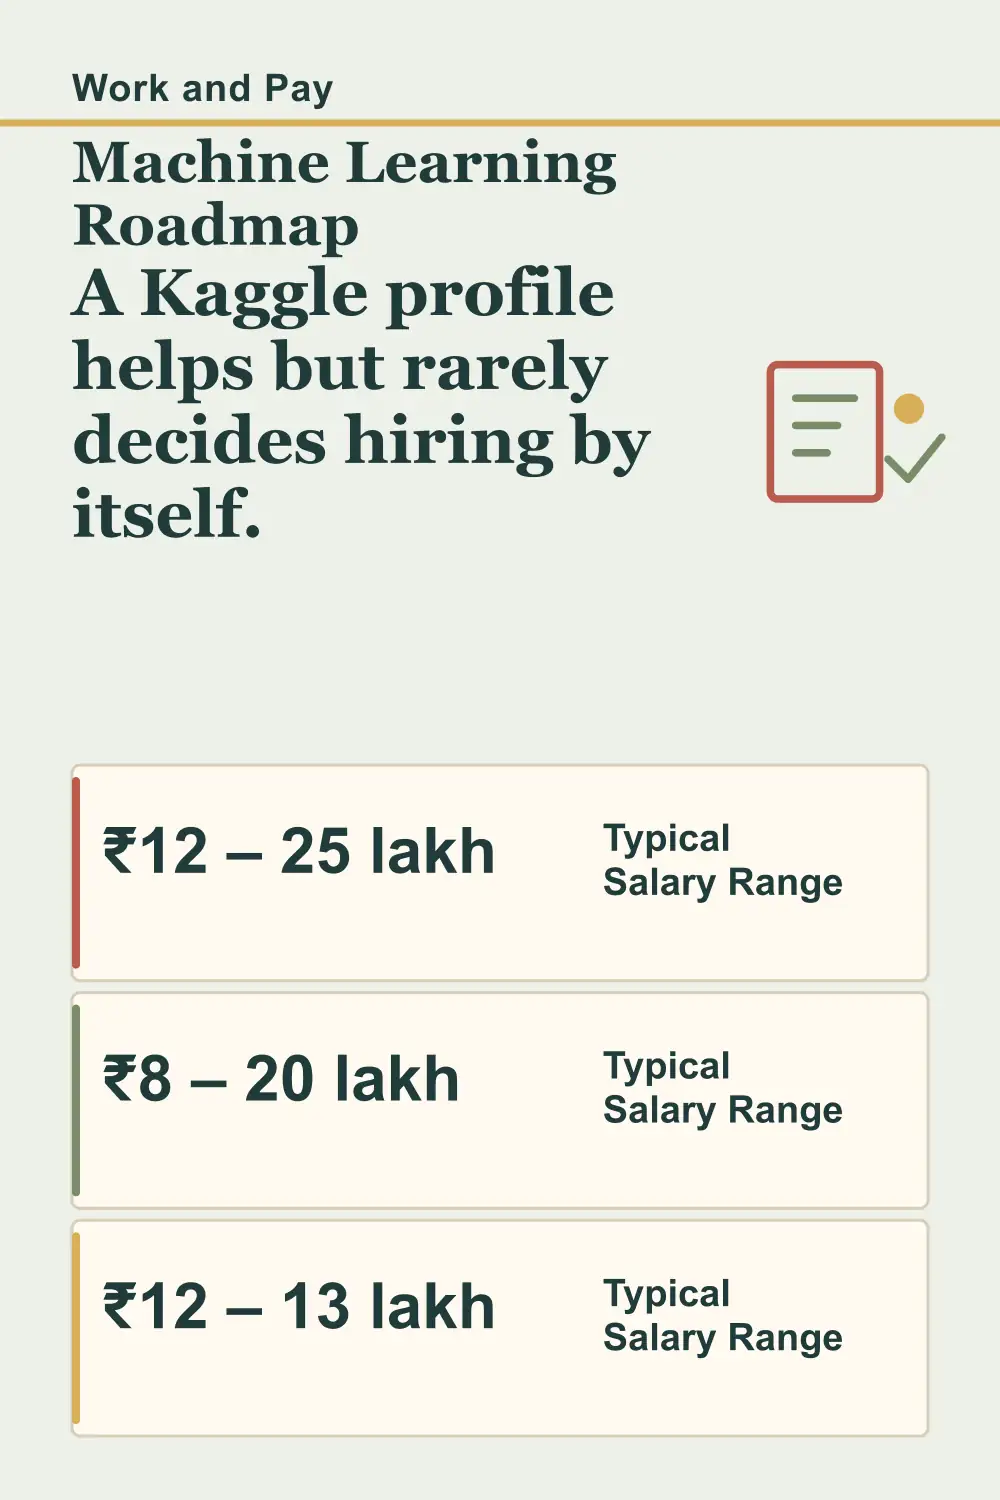 Work and Pay
Machine Learning
Roadmap
A Kaggle profile
helps but rarely
decides hiring by
itself.
₹12 – 25 lakh
Typical
Salary Range
₹8 – 20 lakh
Typical
Salary Range
₹12 – 13 lakh
Typical
Salary Range